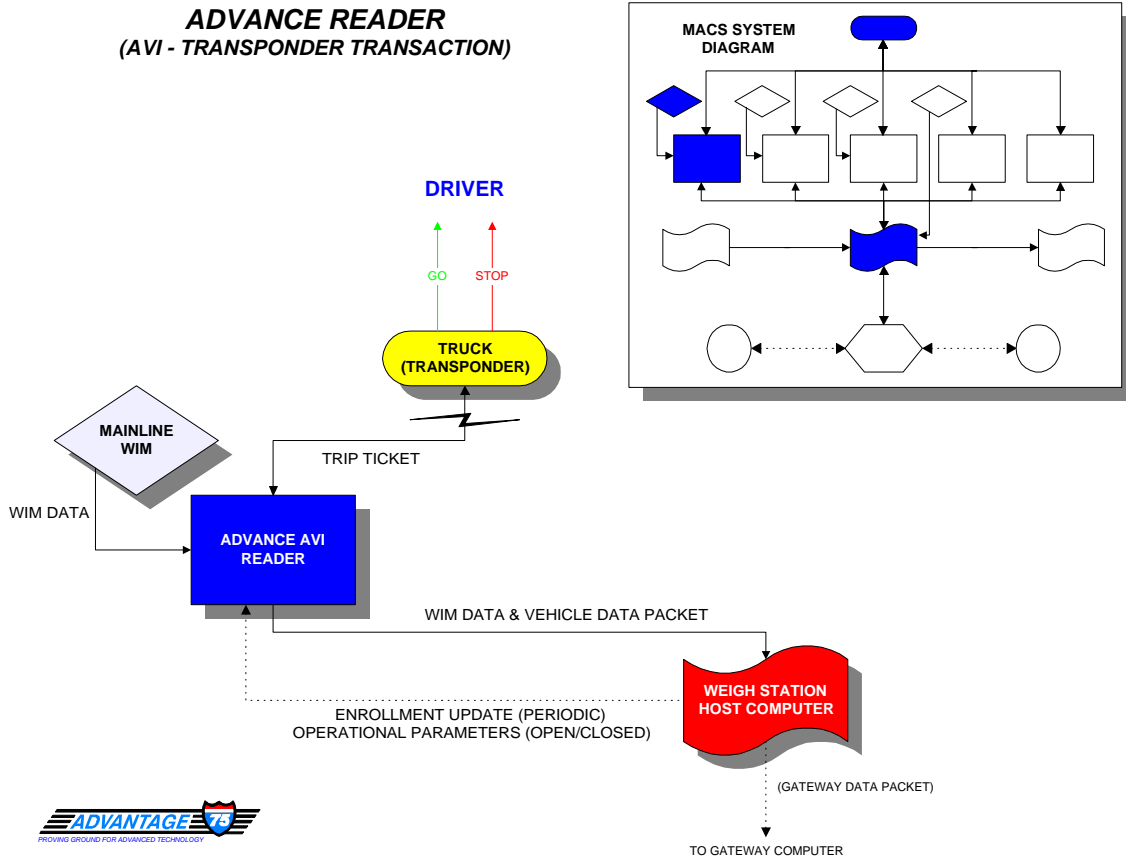 ADVANCE READER
(AVI - TRANSPONDER TRANSACTION)
MACS SYSTEM
DIAGRAM
DRIVER
GO
STOP
TRUCK
(TRANSPONDER)
MAINLINE
WIM
TRIP TICKET
WIM DATA
ADVANCE AVI
READER
WIM DATA & VEHICLE DATA PACKET
WEIGH STATION
HOST COMPUTER
ENROLLMENT UPDATE (PERIODIC)
OPERATIONAL PARAMETERS (OPEN/CLOSED)
(GATEWAY DATA PACKET)
ADVANTAGE 75
PROVING GROUND FOR ADVANCED TECHNOLOGY
TO GATEWAY COMPUTER